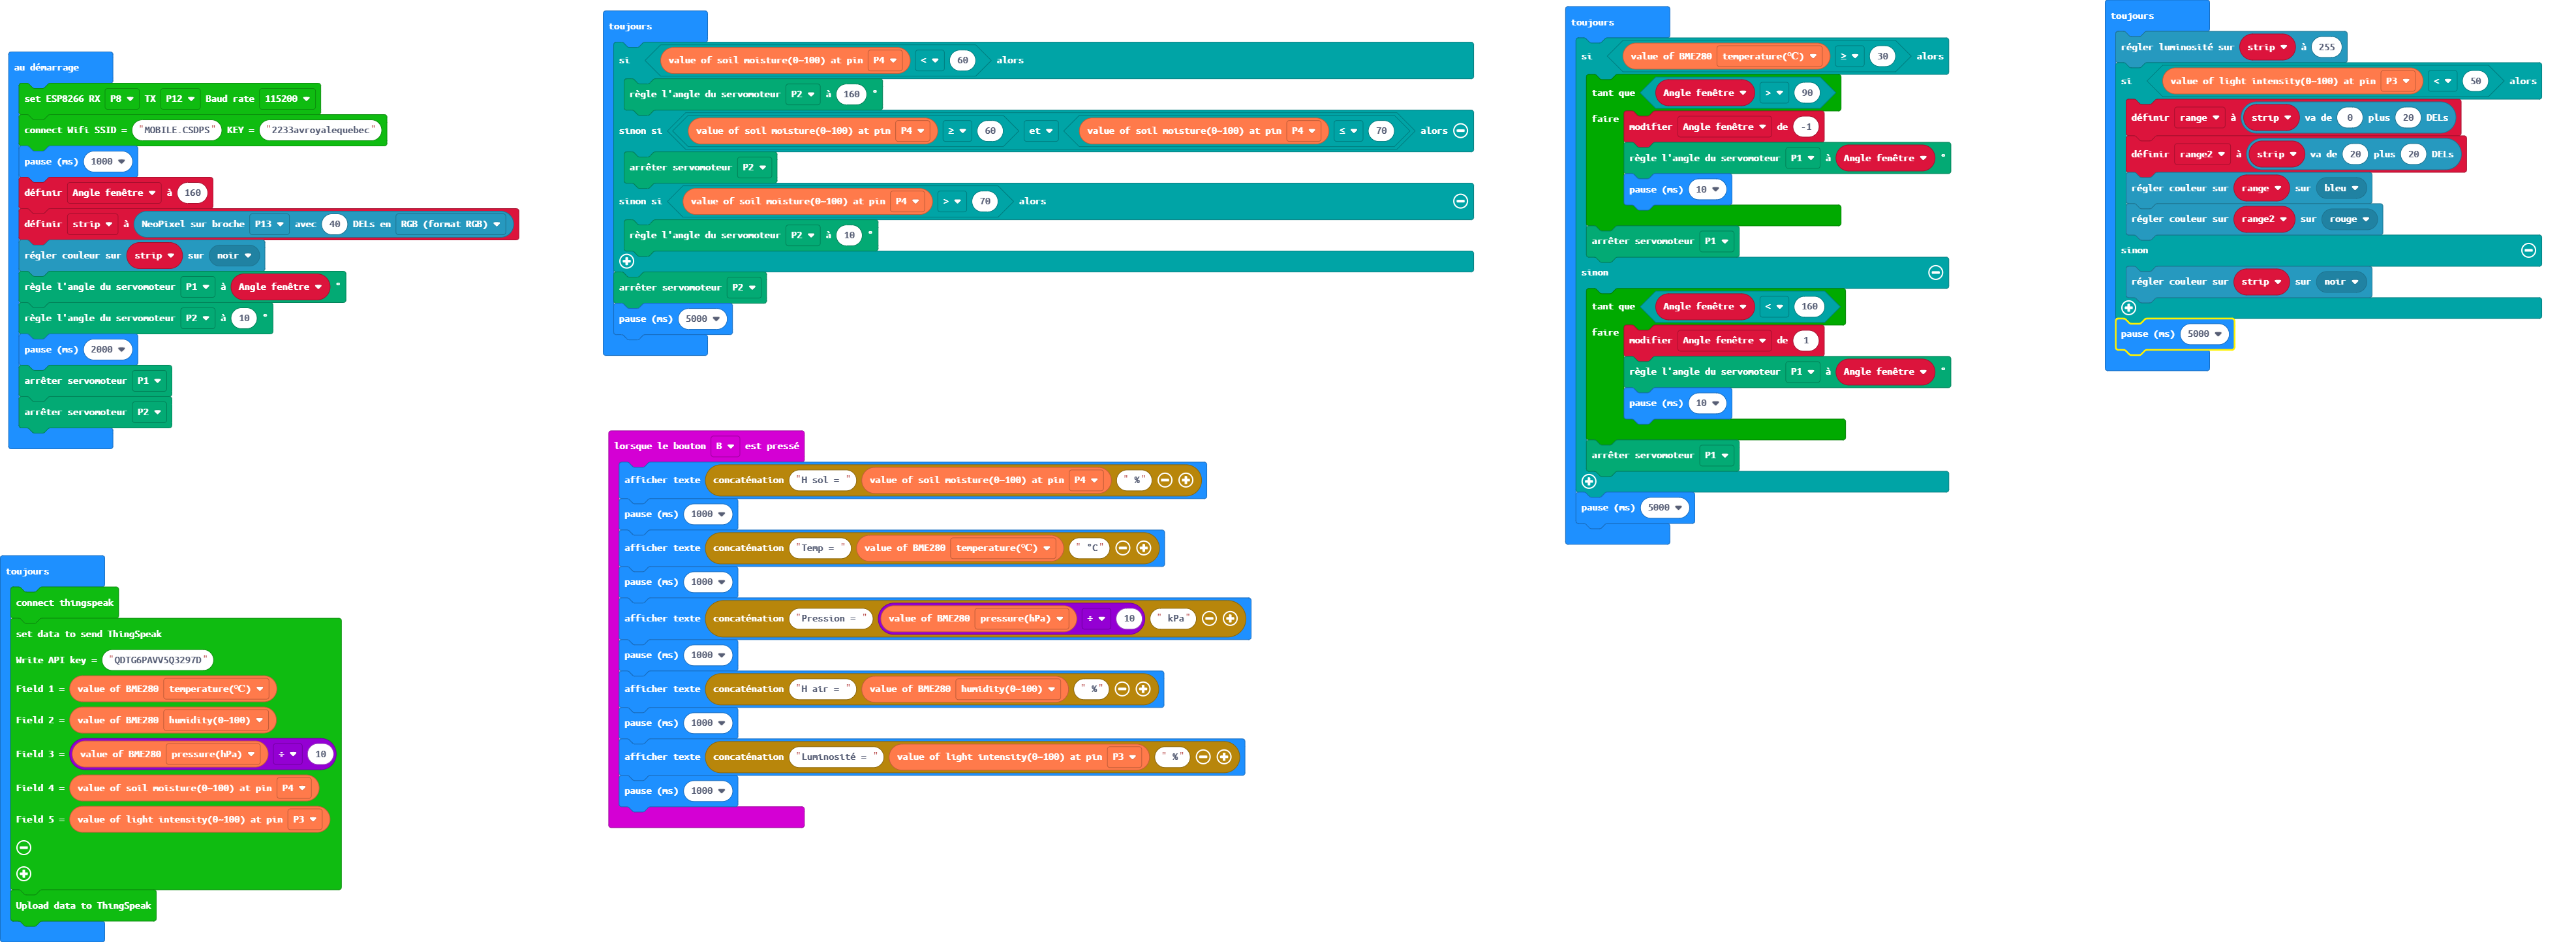 au démarrage
set ESP8266 RX P8 TX P12 Baud rate 115200
connect Wifi SSID = "MOBILE.CSDPS" KEY = "2233avroyalequebec"
pause (ms) 1000
définir Angle fenêtre à 160
définir strip à NeoPixel sur broche P13 avec 40 DELs en RGB (format RGB)
régler couleur sur strip sur noir
règle l'angle du servomoteur P1 à Angle fenêtre °
règle l'angle du servomoteur P2 à 10 °
pause (ms) 2000
arrêter servomoteur P1
arrêter servomoteur P2
toujours
connect thingspeak
set data to send ThingSpeak
Write API key = "QDTG6PAVV5Q3297D"
Field 1 = value of BME280 temperature(℃)
Field 2 = value of BME280 humidity(0-100)
Field 3 = value of BME280 pressure(hPa) ÷ 10
Field 4 = value of soil moisture(0-100) at pin P4
Field 5 = value of light intensity(0-100) at pin P3
Upload data to ThingSpeak
toujours
si value of soil moisture(0-100) at pin P4 < 60 alors
règle l'angle du servomoteur P2 à 160 °
sinon si value of soil moisture(0-100) at pin P4 ≥ 60 et value of soil moisture(0-100) at pin P4 ≤ 70 alors
arrêter servomoteur P2
sinon si value of soil moisture(0-100) at pin P4 > 70 alors
règle l'angle du servomoteur P2 à 10 °
arrêter servomoteur P2
pause (ms) 5000
lorsque le bouton B est pressé
afficher texte concaténation "H sol = " value of soil moisture(0-100) at pin P4 " %"
pause (ms) 1000
afficher texte concaténation "Temp = " value of BME280 temperature(℃) " °C"
pause (ms) 1000
afficher texte concaténation "Pression = " value of BME280 pressure(hPa) ÷ 10 " kPa"
pause (ms) 1000
afficher texte concaténation "H air = " value of BME280 humidity(0-100) " %"
pause (ms) 1000
afficher texte concaténation "Luminosité = " value of light intensity(0-100) at pin P3 " %"
pause (ms) 1000
toujours
si value of BME280 temperature(℃) ≥ 30 alors
tant que Angle fenêtre > 90
faire modifier Angle fenêtre de -1
règle l'angle du servomoteur P1 à Angle fenêtre °
pause (ms) 10
arrêter servomoteur P1
sinon
tant que Angle fenêtre < 160
faire modifier Angle fenêtre de 1
règle l'angle du servomoteur P1 à Angle fenêtre °
pause (ms) 10
arrêter servomoteur P1
pause (ms) 5000
toujours
régler luminosité sur strip à 255
si value of light intensity(0-100) at pin P3 < 50 alors
définir range à strip va de 0 plus 20 DELs
définir range2 à strip va de 20 plus 20 DELs
régler couleur sur range sur bleu
régler couleur sur range2 sur rouge
sinon
régler couleur sur strip sur noir
pause (ms) 5000